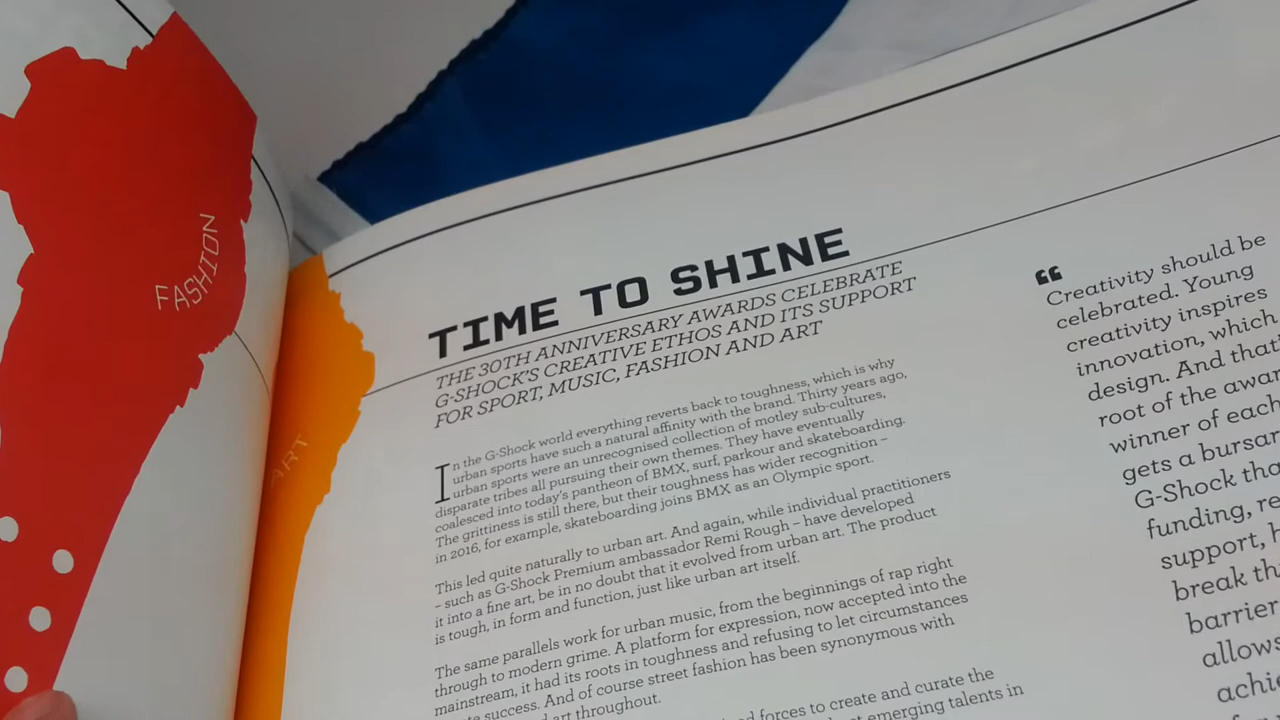 FASHION
ART
TIME TO SHINE
THE 30TH ANNIVERSARY AWARDS CELEBRATE
G-SHOCK'S CREATIVE ETHOS AND ITS SUPPORT
FOR SPORT, MUSIC, FASHION AND ART
In the G-Shock world everything reverts back to toughness, which is why
urban sports have such a natural affinity with the brand. Thirty years ago,
urban sports were an unrecognised collection of motley sub-cultures,
disparate tribes all pursuing their own themes. They have eventually
coalesced into today's pantheon of BMX, surf, parkour and skateboarding.
The grittiness is still there, but their toughness has wider recognition –
in 2016, for example, skateboarding joins BMX as an Olympic sport.
This led quite naturally to urban art. And again, while individual practitioners
– such as G-Shock Premium ambassador Remi Rough – have developed
it into a fine art, be in no doubt that it evolved from urban art. The product
is tough, in form and function, just like urban art itself.
The same parallels work for urban music, from the beginnings of rap right
through to modern grime. A platform for expression, now accepted into the
mainstream, it had its roots in toughness and refusing to let circumstances
success. And of course street fashion has been synonymous with
art throughout.
forces to create and curate the
emerging talents in
“
Creativity should be
celebrated. Young
creativity inspires
innovation, which
design. And that'
root of the awar
winner of each
gets a bursar
G-Shock tha
funding, re
support, h
break thi
barrier
allows
achie